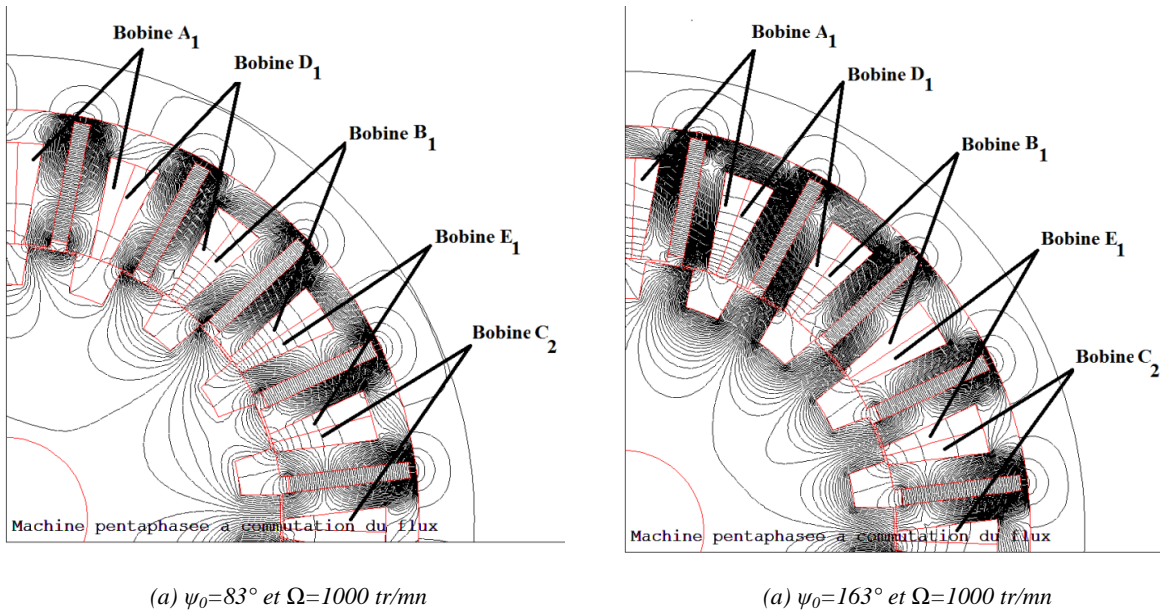 Bobine A1
Bobine D1
Bobine B1
Bobine E1
Bobine C2
Machine pentaphasee a commutation du flux
(a) ψ0=83° et Ω=1000 tr/mn
Bobine A1
Bobine D1
Bobine B1
Bobine E1
Bobine C2
Machine pentaphasee a commutation du flux
(a) ψ0=163° et Ω=1000 tr/mn